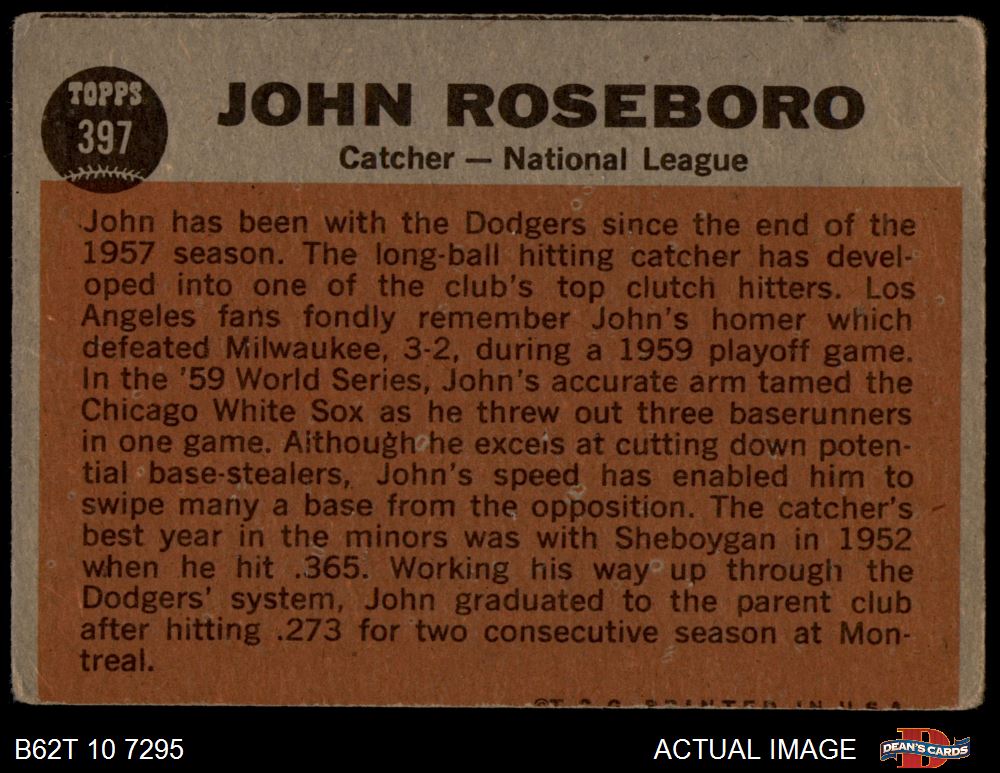 TOPPS
397
JOHN ROSEBORO
Catcher — National League
John has been with the Dodgers since the end of the
1957 season. The long-ball hitting catcher has devel-
oped into one of the club's top clutch hitters. Los
Angeles fans fondly remember John's homer which
defeated Milwaukee, 3-2, during a 1959 playoff game.
In the '59 World Series, John's accurate arm tamed the
Chicago White Sox as he threw out three baserunners
in one game. Although he excels at cutting down poten-
tial base-stealers, John's speed has enabled him to
swipe many a base from the opposition. The catcher's
best year in the minors was with Sheboygan in 1952
when he hit .365. Working his way up through the
Dodgers' system, John graduated to the parent club
after hitting .273 for two consecutive season at Mon-
treal.
©T. C. G. PRINTED IN U.S.A.
B62T 10 7295
ACTUAL IMAGE
DEAN'S CARDS